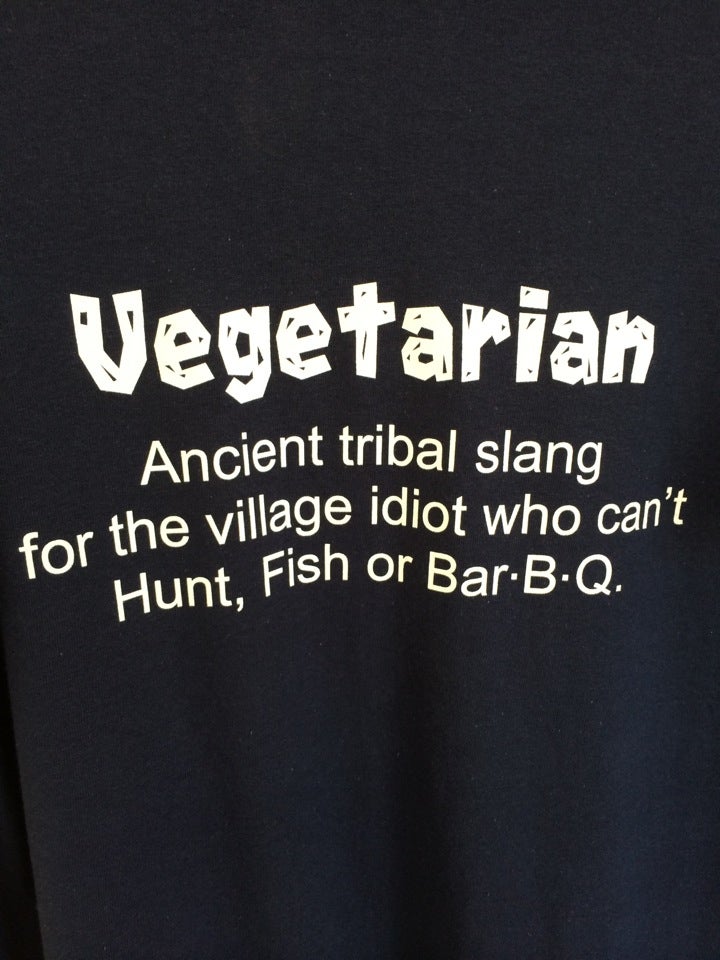 Vegetarian
Ancient tribal slang
for the village idiot who can't
Hunt, Fish or Bar·B·Q.